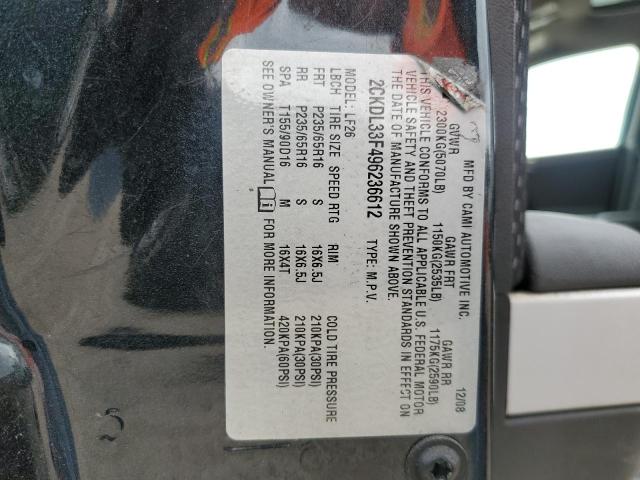 MFD BY CAMI AUTOMOTIVE INC. 12/08
GVWR GAWR FRT GAWR RR
2300KG(5070LB) 1150KG(2535LB) 1175KG(2590LB)
THIS VEHICLE CONFORMS TO ALL APPLICABLE U.S. FEDERAL MOTOR
VEHICLE SAFETY AND THEFT PREVENTION STANDARDS IN EFFECT ON
THE DATE OF MANUFACTURE SHOWN ABOVE.
2CKDL33F496236612 TYPE: M.P.V.
MODEL: LF26
LBCH TIRE SIZE SPEED RTG RIM COLD TIRE PRESSURE
FRT P235/65R16 S 16X6.5J 210KPA(30PSI)
RR P235/65R16 S 16X6.5J 210KPA(30PSI)
SPA T155/90D16 M 16X4T 420KPA(60PSI)
SEE OWNER'S MANUAL FOR MORE INFORMATION.